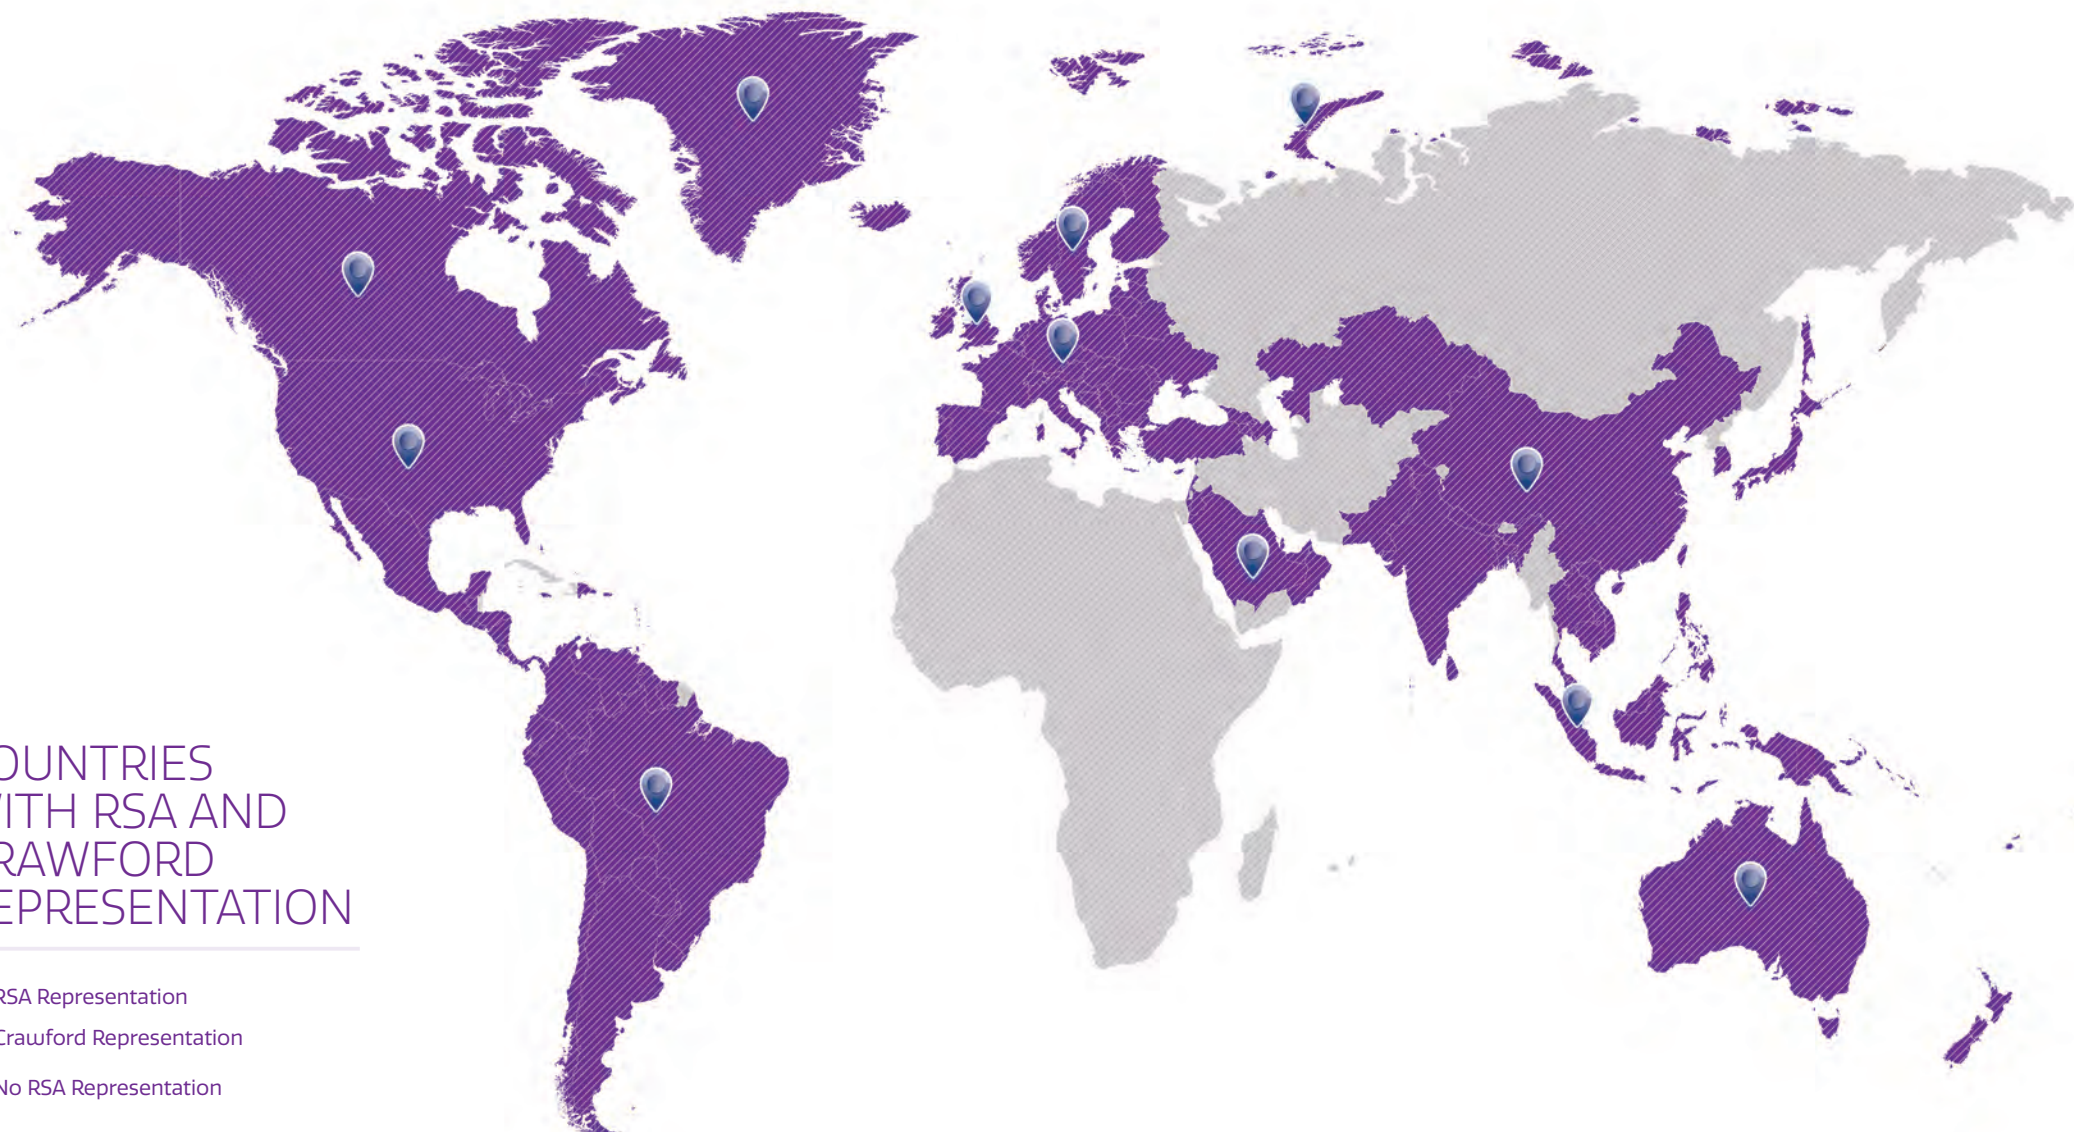 OUNTRIES
ITH RSA AND
RAWFORD
EPRESENTATION
RSA Representation
Crawford Representation
No RSA Representation